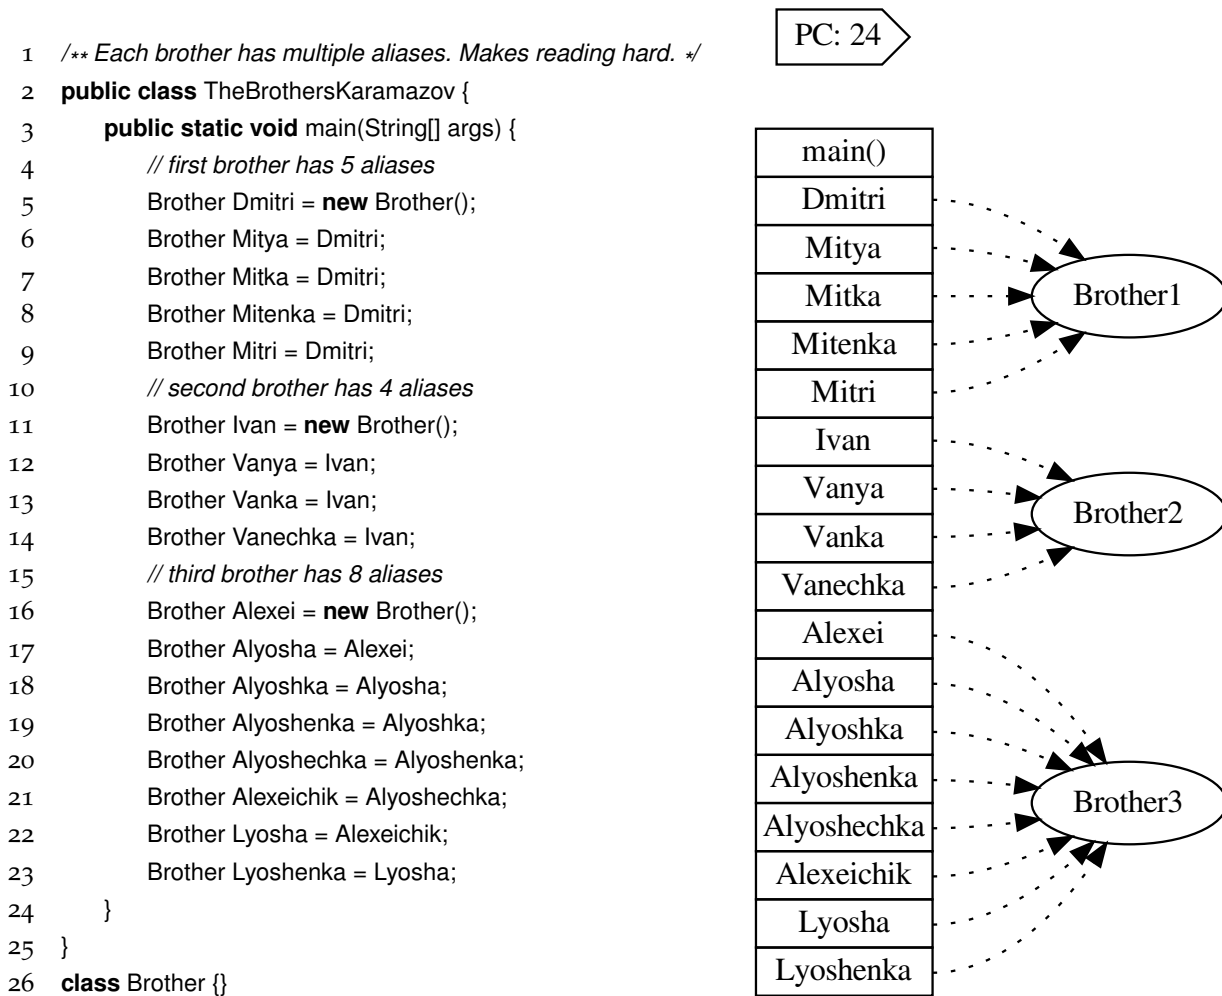 1 /** Each brother has multiple aliases. Makes reading hard. */
2 public class TheBrothersKaramazov {
3 public static void main(String[] args) {
4 // first brother has 5 aliases
5 Brother Dmitri = new Brother();
6 Brother Mitya = Dmitri;
7 Brother Mitka = Dmitri;
8 Brother Mitenka = Dmitri;
9 Brother Mitri = Dmitri;
10 // second brother has 4 aliases
11 Brother Ivan = new Brother();
12 Brother Vanya = Ivan;
13 Brother Vanka = Ivan;
14 Brother Vanechka = Ivan;
15 // third brother has 8 aliases
16 Brother Alexei = new Brother();
17 Brother Alyosha = Alexei;
18 Brother Alyoshka = Alyosha;
19 Brother Alyoshenka = Alyoshka;
20 Brother Alyoshechka = Alyoshenka;
21 Brother Alexeichik = Alyoshechka;
22 Brother Lyosha = Alexeichik;
23 Brother Lyoshenka = Lyosha;
24 }
25 }
26 class Brother {}
PC: 24
main()
Dmitri
Mitya
Mitka
Mitenka
Mitri
Ivan
Vanya
Vanka
Vanechka
Alexei
Alyosha
Alyoshka
Alyoshenka
Alyoshechka
Alexeichik
Lyosha
Lyoshenka
Brother1
Brother2
Brother3